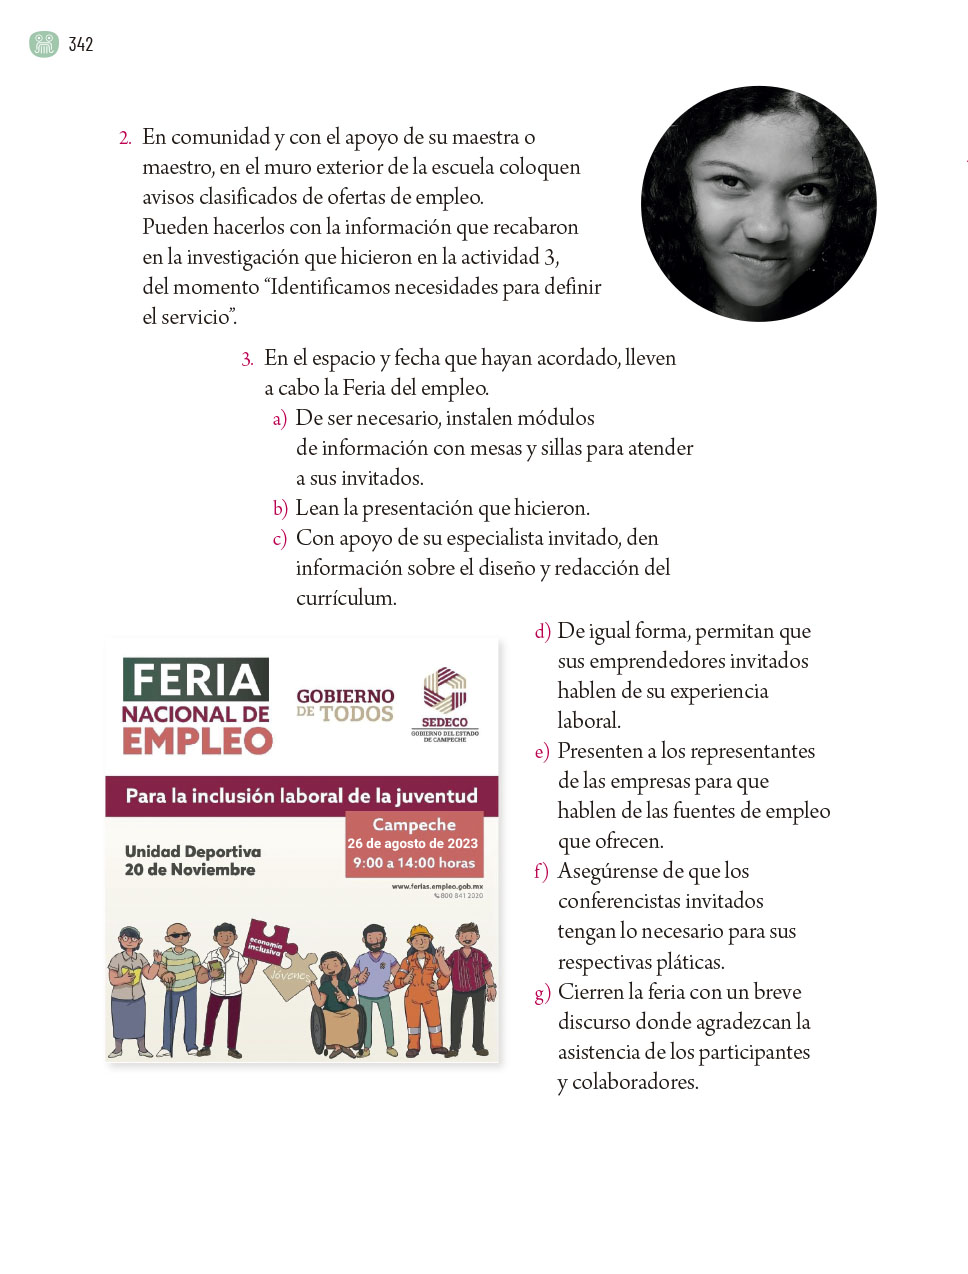 342
2. En comunidad y con el apoyo de su maestra o
maestro, en el muro exterior de la escuela coloquen
avisos clasificados de ofertas de empleo.
Pueden hacerlos con la información que recabaron
en la investigación que hicieron en la actividad 3,
del momento “Identificamos necesidades para definir
el servicio”.
3. En el espacio y fecha que hayan acordado, lleven
a cabo la Feria del empleo.
a) De ser necesario, instalen módulos
de información con mesas y sillas para atender
a sus invitados.
b) Lean la presentación que hicieron.
c) Con apoyo de su especialista invitado, den
información sobre el diseño y redacción del
currículum.
d) De igual forma, permitan que
sus emprendedores invitados
hablen de su experiencia
laboral.
e) Presenten a los representantes
de las empresas para que
hablen de las fuentes de empleo
que ofrecen.
f) Asegúrense de que los
conferencistas invitados
tengan lo necesario para sus
respectivas pláticas.
g) Cierren la feria con un breve
discurso donde agradezcan la
asistencia de los participantes
y colaboradores.
FERIA
NACIONAL DE
EMPLEO
GOBIERNO
DE TODOS
SEDECO
GOBIERNO DEL ESTADO
DE CAMPECHE
Para la inclusión laboral de la juventud
Campeche
26 de agosto de 2023
9:00 a 14:00 horas
Unidad Deportiva
20 de Noviembre
www.ferias.empleo.gob.mx
800 841 2020
economía
inclusiva
Jóvenes